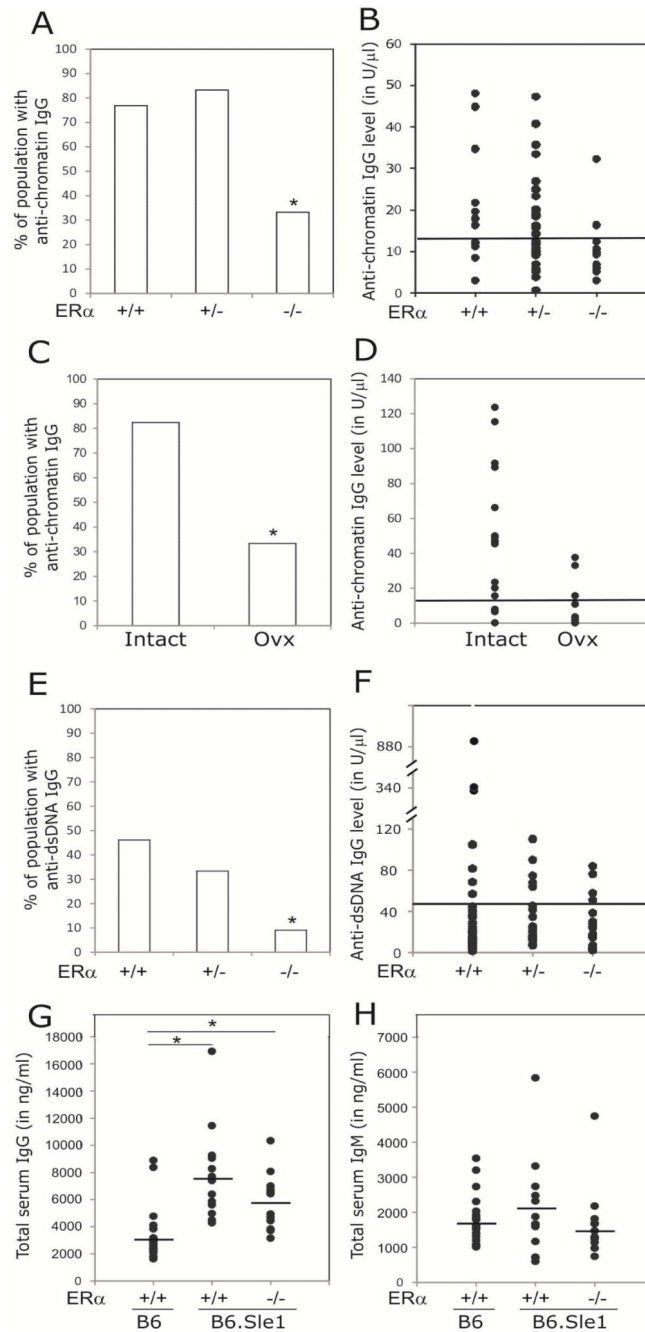 A
% of population with
anti-chromatin IgG
100
90
80
70
60
50
40
30
20
10
0
*
ERα +/+ +/- -/-
B
Anti-chromatin IgG level (in U/µl)
60
50
40
30
20
10
0
ERα +/+ +/- -/-
C
% of population with
anti-chromatin IgG
100
90
80
70
60
50
40
30
20
10
0
*
Intact Ovx
D
Anti-chromatin IgG level (in U/µl)
140
120
100
80
60
40
20
0
Intact Ovx
E
% of population with
anti-dsDNA IgG
100
90
80
70
60
50
40
30
20
10
0
*
ERα +/+ +/- -/-
F
Anti-dsDNA IgG level (in U/µl)
880
340
120
80
40
0
ERα +/+ +/- -/-
G
Total serum IgG (in ng/ml)
18000
16000
14000
12000
10000
8000
6000
4000
2000
0
*
*
ERα +/+ +/+ -/-
B6 B6.Sle1
H
Total serum IgM (in ng/ml)
7000
6000
5000
4000
3000
2000
1000
0
ERα +/+ +/+ -/-
B6 B6.Sle1